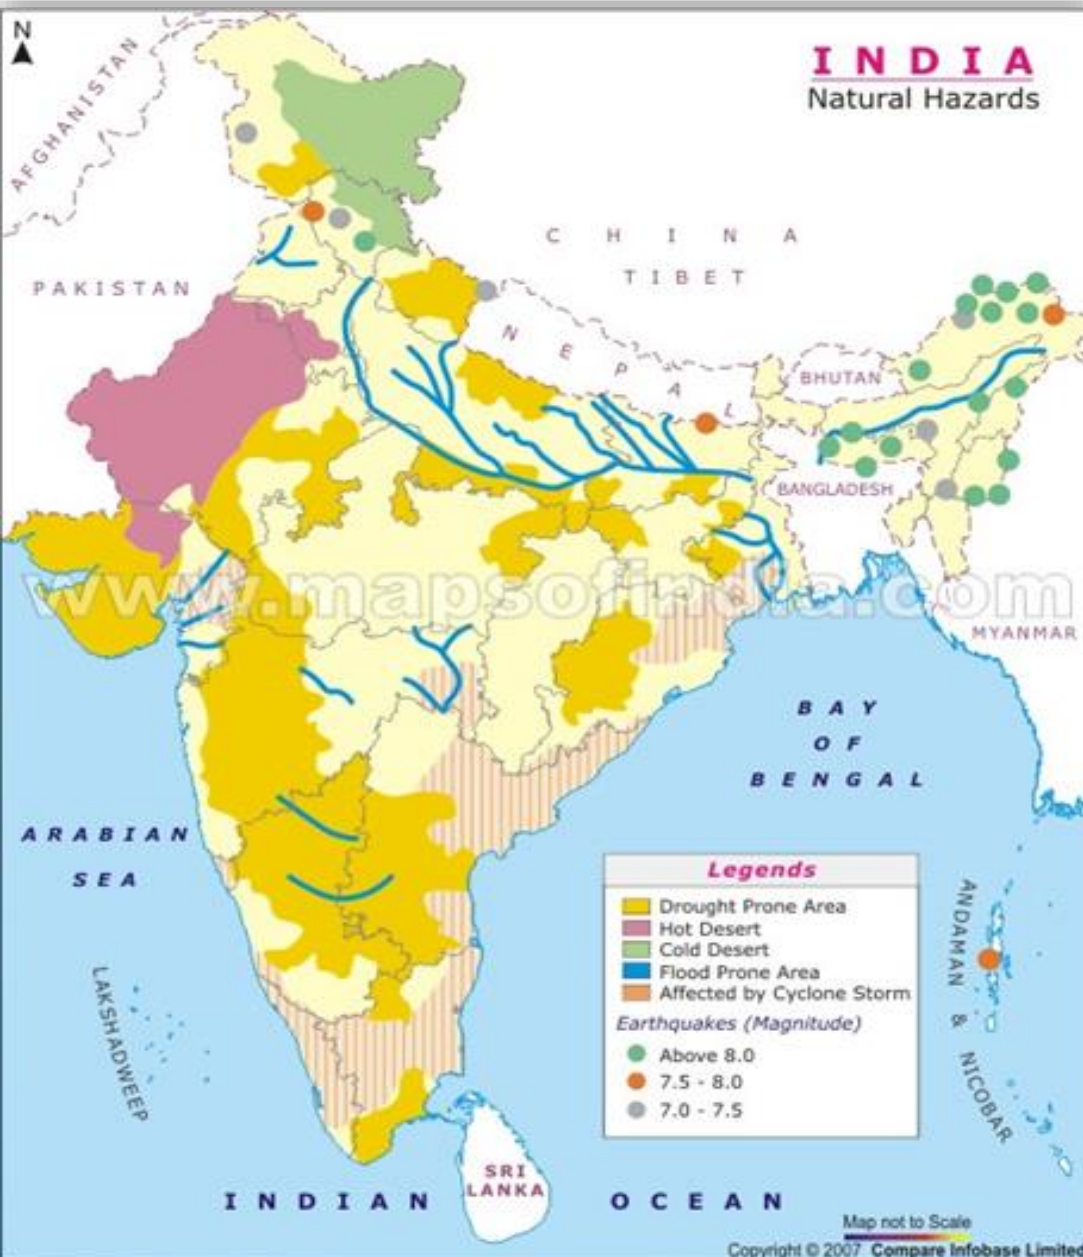 N
INDIA
Natural Hazards
AFGHANISTAN
CHINA
TIBET
PAKISTAN
NEPAL
BHUTAN
BANGLADESH
www.mapsofindia.com
MYANMAR
BAY
OF
BENGAL
ARABIAN
SEA
Legends
Drought Prone Area
Hot Desert
Cold Desert
Flood Prone Area
Affected by Cyclone Storm
Earthquakes (Magnitude)
Above 8.0
7.5 - 8.0
7.0 - 7.5
ANDAMAN & NICOBAR
LAKSHADWEEP
SRI
LANKA
INDIAN OCEAN
Map not to Scale
Copyright © 2007 Compare Infobase Limited